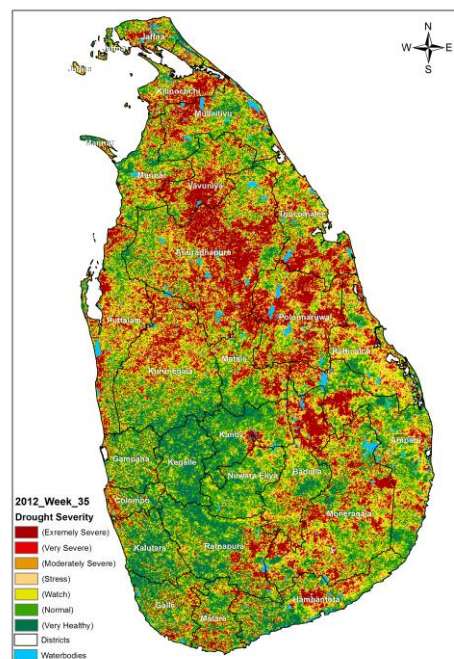 N
W E
S
Jaffna
Jaffna
Kilinochchi
Mullaitivu
Mannar
Mannar
Vavuniya
Trincomalee
Anuradhapura
Puttalam
Polonnaruwa
Batticaloa
Matale
Kurunegala
Kandy
Ampara
Gampaha
Kegalle
Nuwara Eliya
Badulla
Colombo
Moneragala
Kalutara
Ratnapura
Hambantota
Galle
Matara
2012_Week_35
Drought Severity
(Exremely Severe)
(Very Severe)
(Moderately Severe)
(Stress)
(Watch)
(Normal)
(Very Healthy)
Districts
Waterbodies